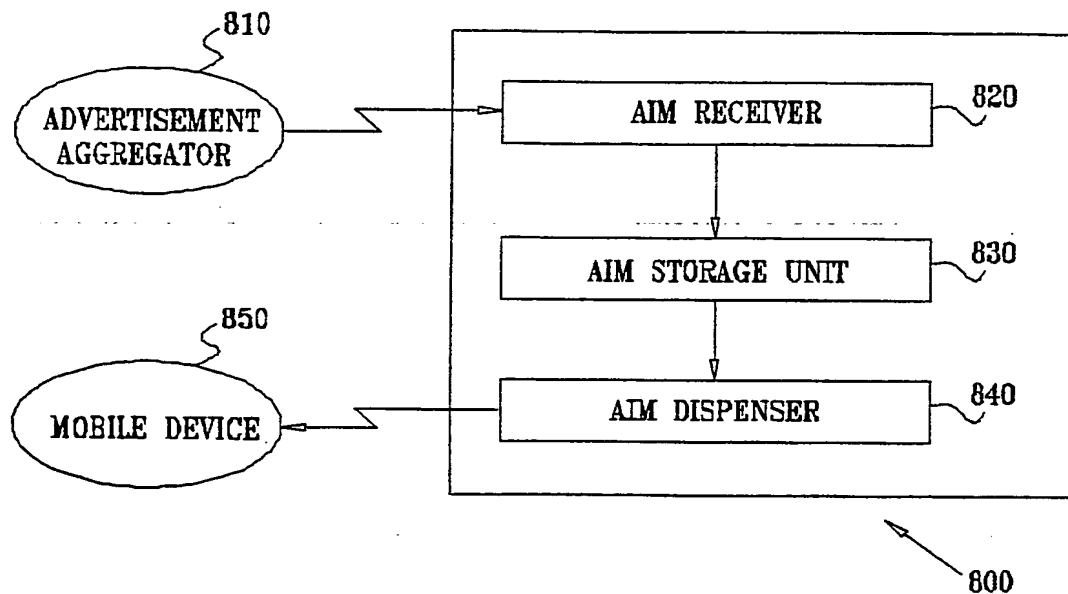 810
ADVERTISEMENT
AGGREGATOR
AIM RECEIVER
820
AIM STORAGE UNIT
830
850
MOBILE DEVICE
AIM DISPENSER
840
800